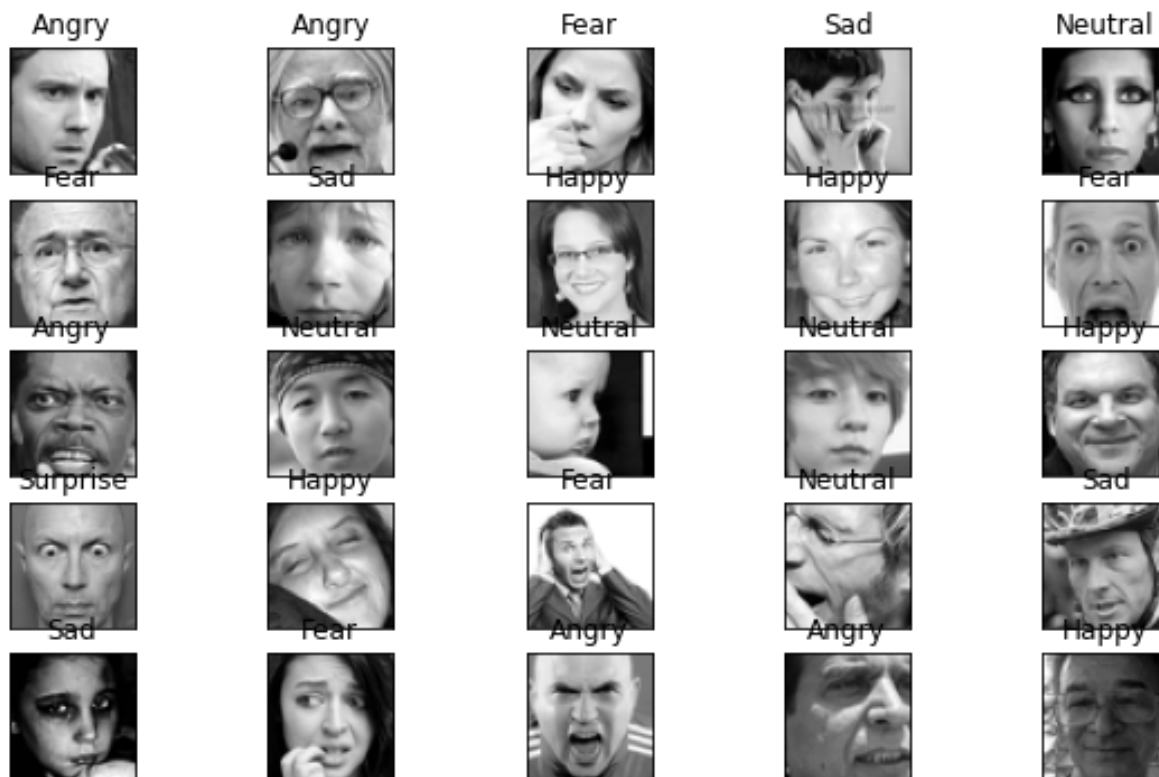 Angry Angry Fear Sad Neutral
Fear Sad Happy Happy Fear
Angry Neutral Neutral Neutral Happy
Surprise Happy Fear Neutral Sad
Sad Fear Angry Angry Happy